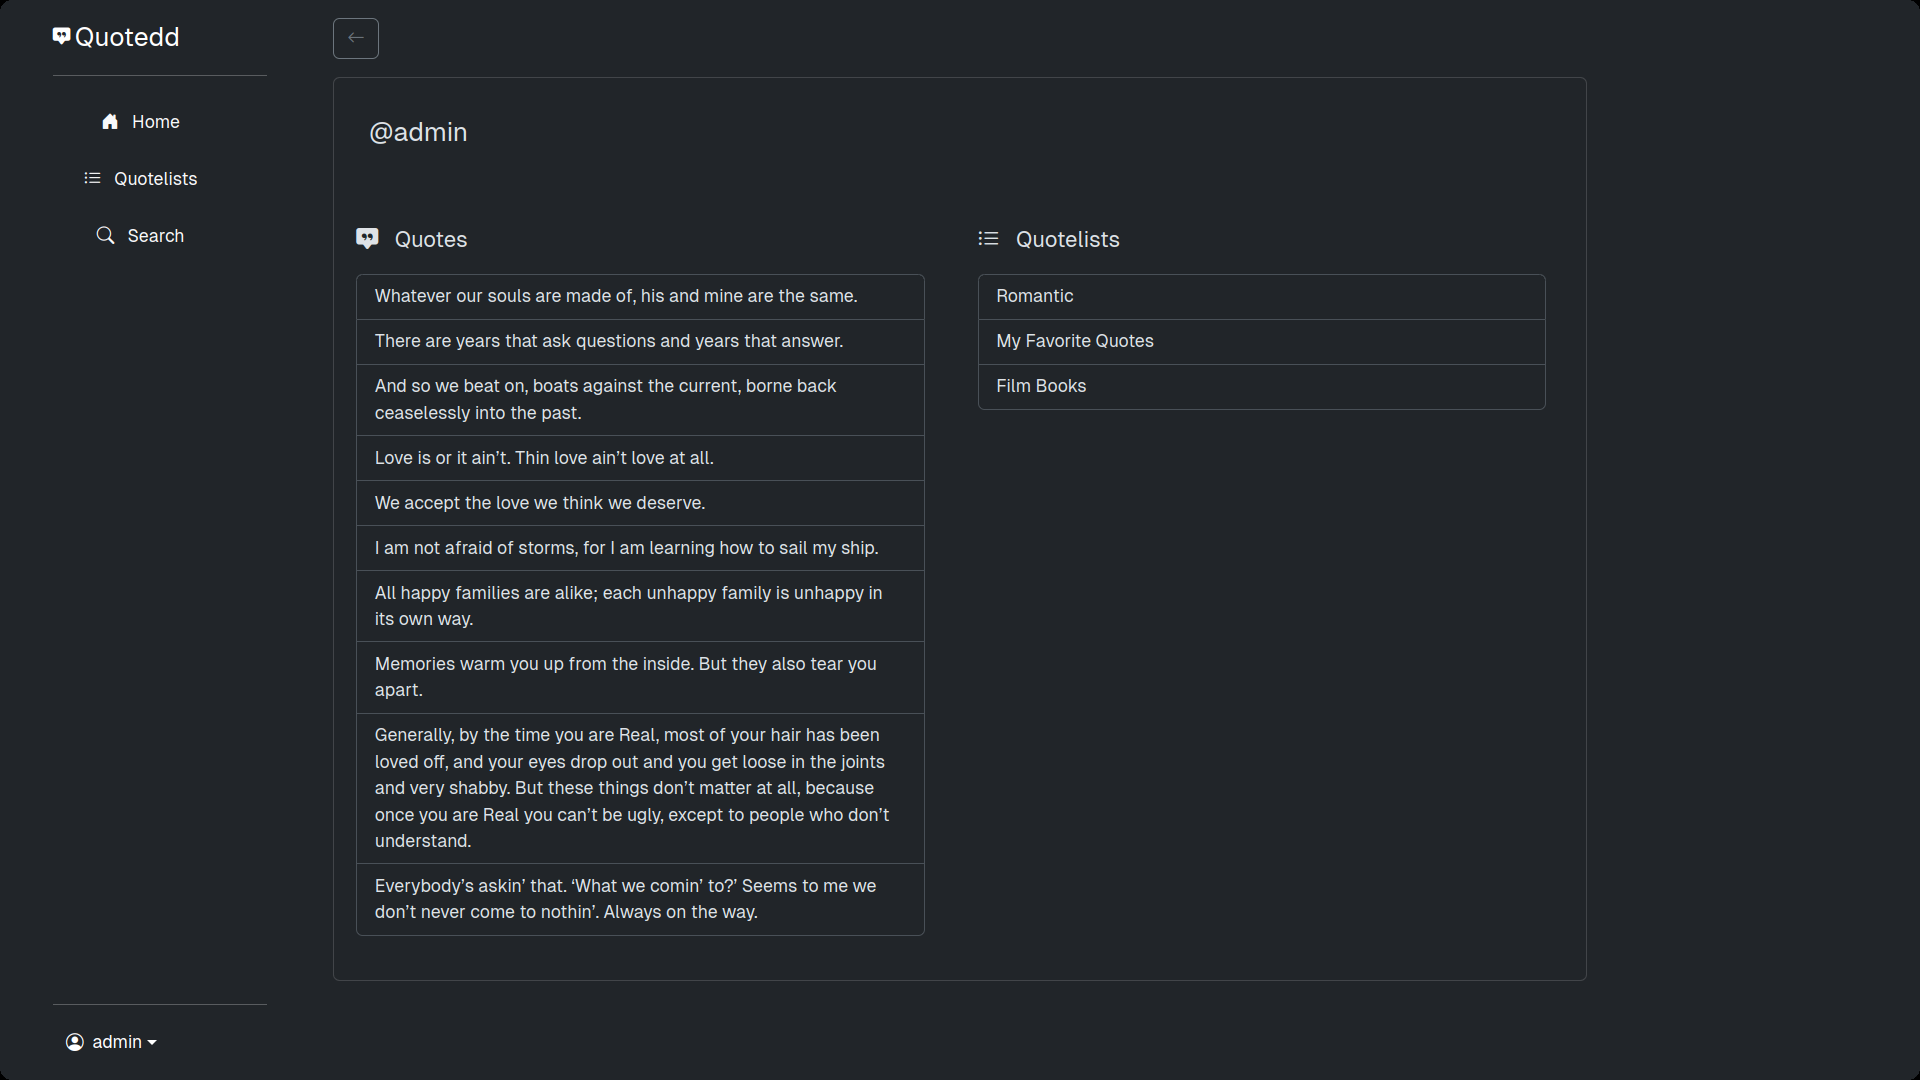 Quotedd
Home
Quotelists
Search
admin
@admin
Quotes
Whatever our souls are made of, his and mine are the same.
There are years that ask questions and years that answer.
And so we beat on, boats against the current, borne back
ceaselessly into the past.
Love is or it ain’t. Thin love ain’t love at all.
We accept the love we think we deserve.
I am not afraid of storms, for I am learning how to sail my ship.
All happy families are alike; each unhappy family is unhappy in
its own way.
Memories warm you up from the inside. But they also tear you
apart.
Generally, by the time you are Real, most of your hair has been
loved off, and your eyes drop out and you get loose in the joints
and very shabby. But these things don’t matter at all, because
once you are Real you can’t be ugly, except to people who don’t
understand.
Everybody’s askin’ that. ‘What we comin’ to?’ Seems to me we
don’t never come to nothin’. Always on the way.
Quotelists
Romantic
My Favorite Quotes
Film Books